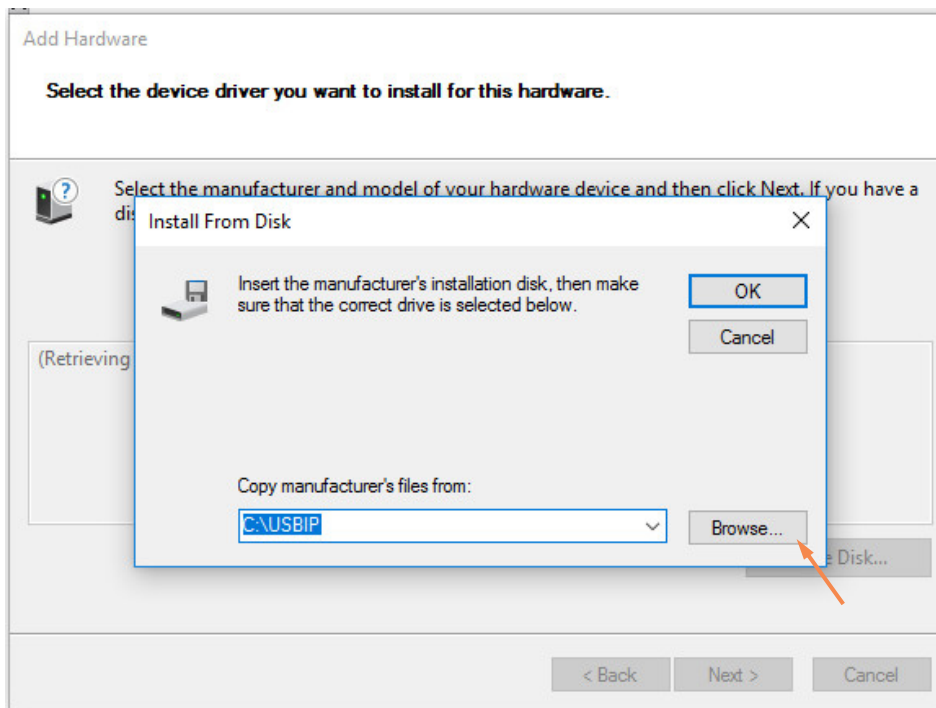 Add Hardware
Select the device driver you want to install for this hardware.
Select the manufacturer and model of your hardware device and then click Next. If you have a
Install From Disk
Insert the manufacturer's installation disk, then make
sure that the correct drive is selected below.
OK
Cancel
(Retrieving
Copy manufacturer's files from:
C:\USBIP
Browse...
Disk...
< Back
Next >
Cancel